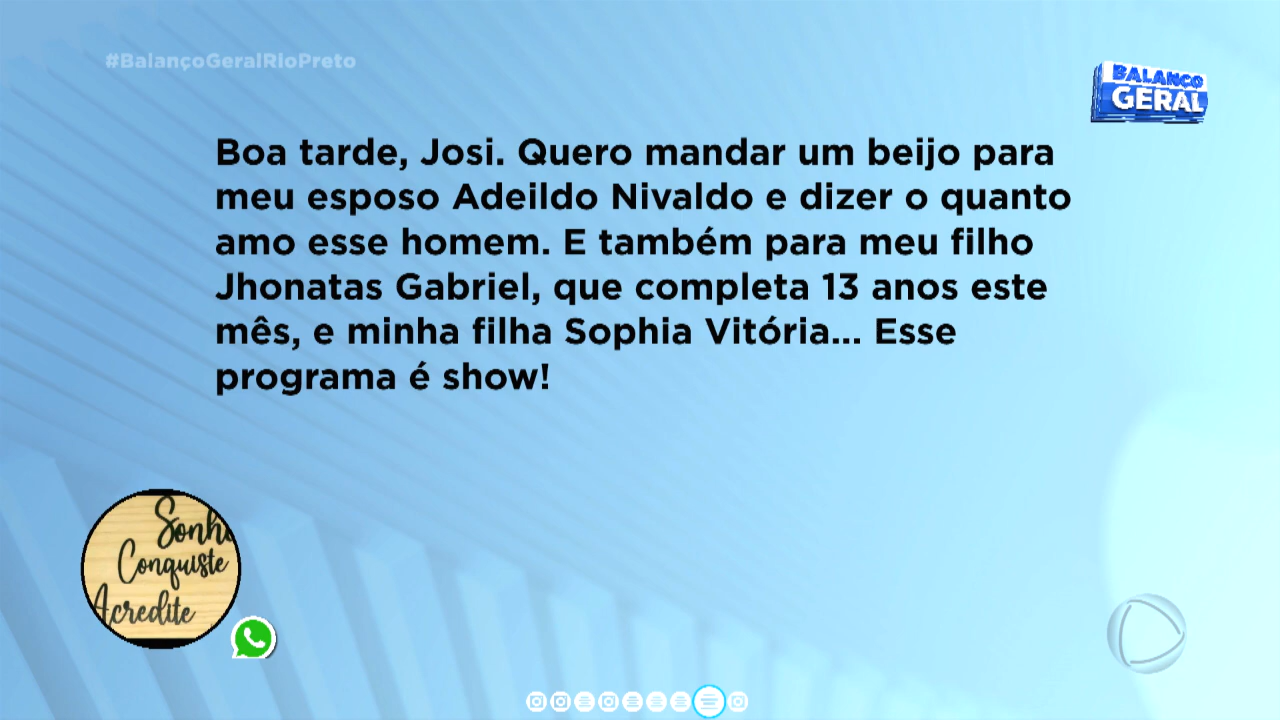 #BalançoGeralRioPreto
BALANÇO
GERAL
Boa tarde, Josi. Quero mandar um beijo para
meu esposo Adeildo Nivaldo e dizer o quanto
amo esse homem. E também para meu filho
Jhonatas Gabriel, que completa 13 anos este
mês, e minha filha Sophia Vitória... Esse
programa é show!
Sonhe
Conquiste
Acredite